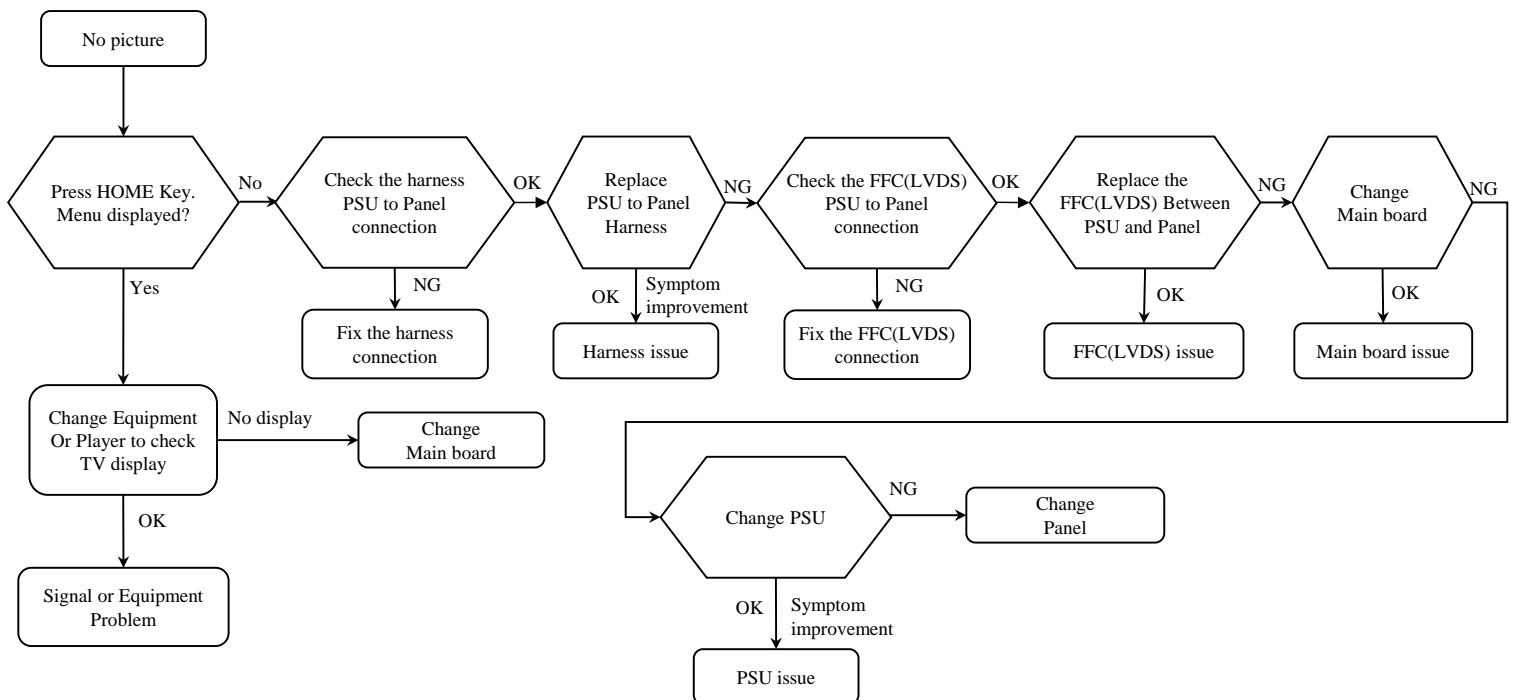 No picture
Press HOME Key.
Menu displayed?
No
Check the harness
PSU to Panel
connection
OK
Replace
PSU to Panel
Harness
NG
Check the FFC(LVDS)
PSU to Panel
connection
OK
Replace the
FFC(LVDS) Between
PSU and Panel
NG
Change
Main board
NG
Yes
NG
OK
Symptom
improvement
NG
OK
OK
Fix the harness
connection
Harness issue
Fix the FFC(LVDS)
connection
FFC(LVDS) issue
Main board issue
Change Equipment
Or Player to check
TV display
No display
Change
Main board
OK
Signal or Equipment
Problem
Change PSU
NG
Change
Panel
OK
Symptom
improvement
PSU issue